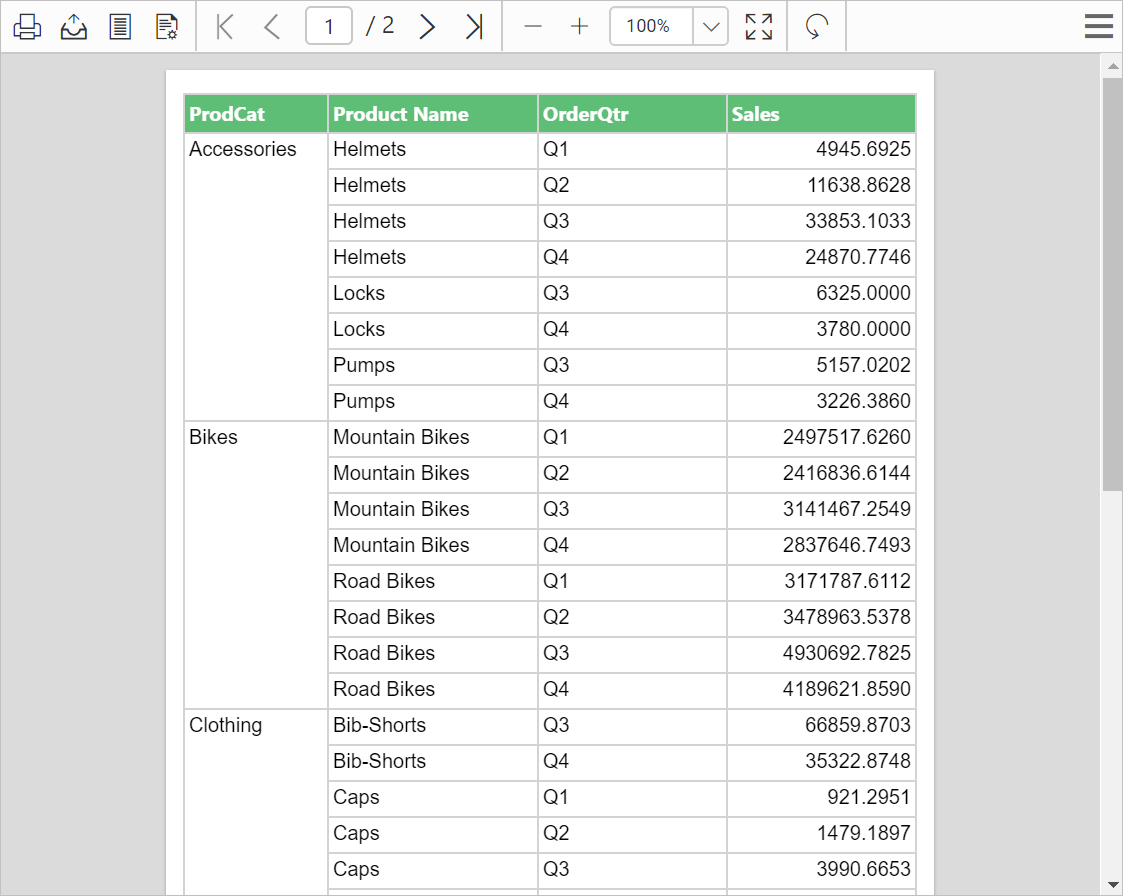 1 / 2 100%
ProdCat Product Name OrderQtr Sales
Accessories Helmets Q1 4945.6925
Helmets Q2 11638.8628
Helmets Q3 33853.1033
Helmets Q4 24870.7746
Locks Q3 6325.0000
Locks Q4 3780.0000
Pumps Q3 5157.0202
Pumps Q4 3226.3860
Bikes Mountain Bikes Q1 2497517.6260
Mountain Bikes Q2 2416836.6144
Mountain Bikes Q3 3141467.2549
Mountain Bikes Q4 2837646.7493
Road Bikes Q1 3171787.6112
Road Bikes Q2 3478963.5378
Road Bikes Q3 4930692.7825
Road Bikes Q4 4189621.8590
Clothing Bib-Shorts Q3 66859.8703
Bib-Shorts Q4 35322.8748
Caps Q1 921.2951
Caps Q2 1479.1897
Caps Q3 3990.6653